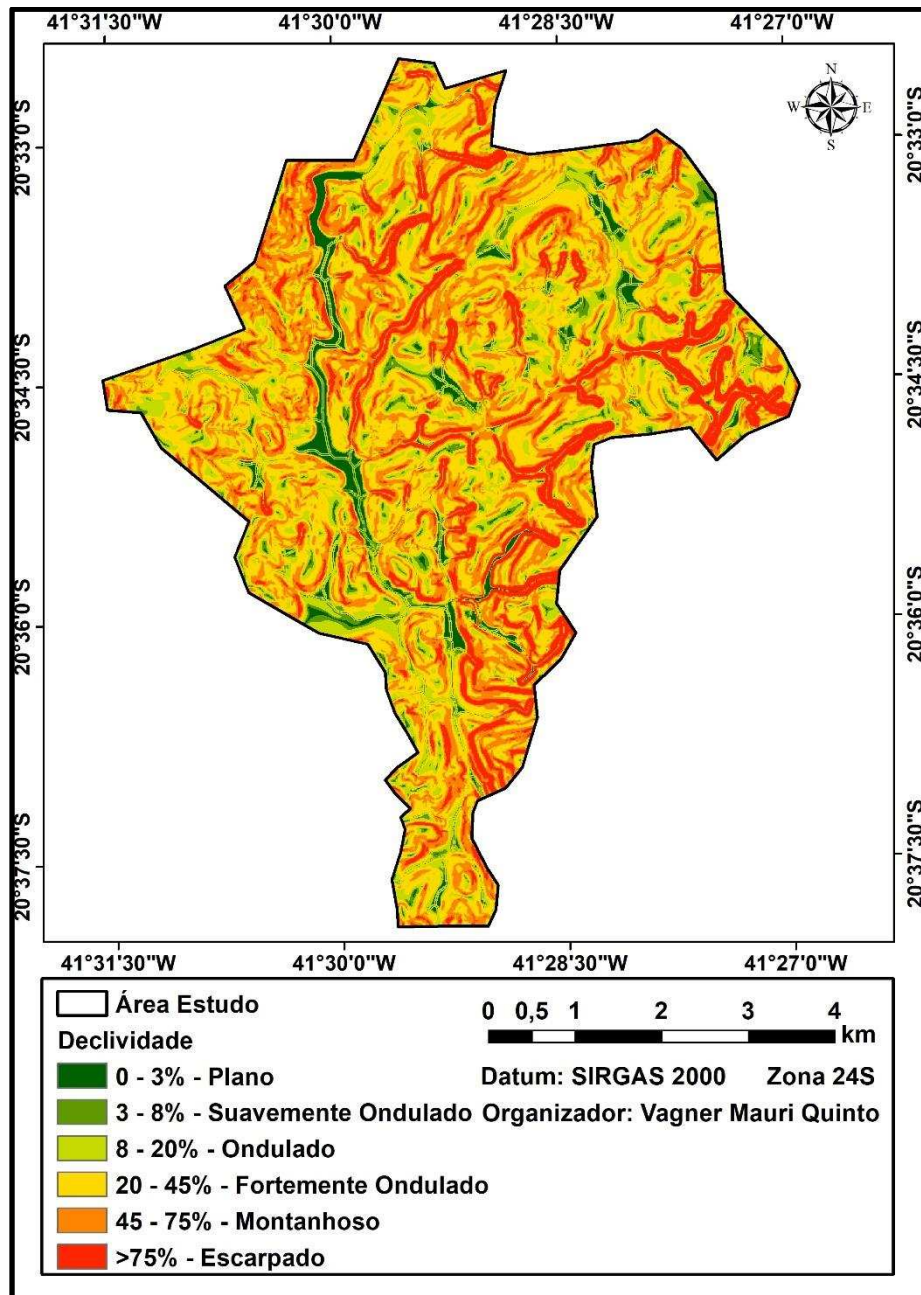 41°31'30"W 41°30'0"W 41°28'30"W 41°27'0"W
N
W E
S
20°33'0"S 20°33'0"S
20°34'30"S 20°34'30"S
20°36'0"S 20°36'0"S
20°37'30"S 20°37'30"S
41°31'30"W 41°30'0"W 41°28'30"W 41°27'0"W
Área Estudo
Declividade
0 - 3% - Plano
3 - 8% - Suavemente Ondulado
8 - 20% - Ondulado
20 - 45% - Fortemente Ondulado
45 - 75% - Montanhoso
>75% - Escarpado
0 0,5 1 2 3 4
km
Datum: SIRGAS 2000 Zona 24S
Organizador: Vagner Mauri Quinto